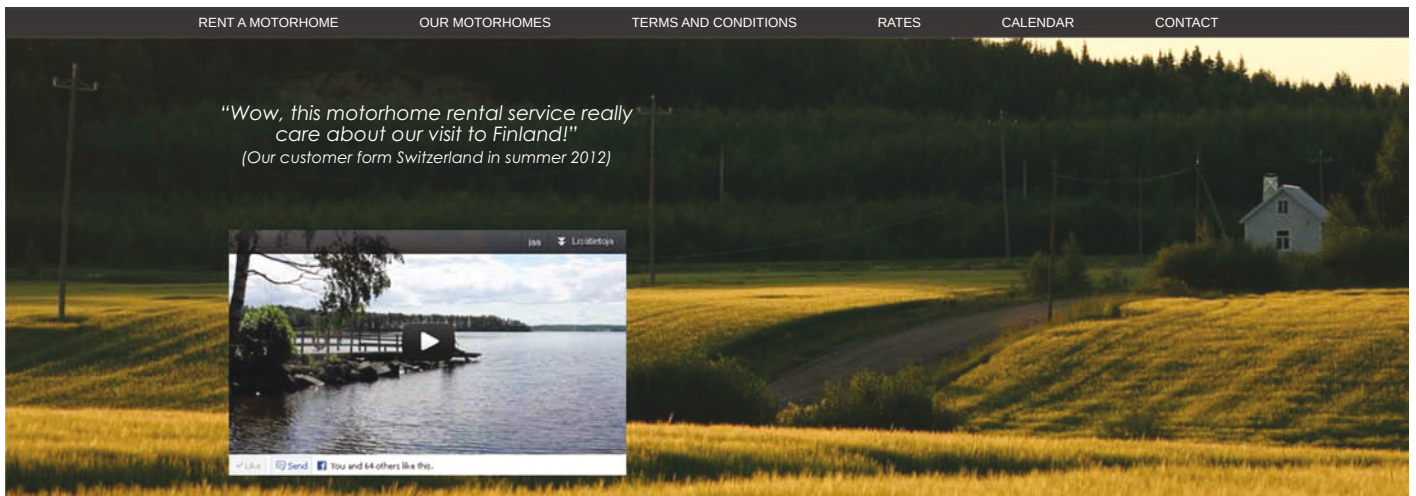 RENT A MOTORHOME OUR MOTORHOMES TERMS AND CONDITIONS RATES CALENDAR CONTACT
“Wow, this motorhome rental service really
care about our visit to Finland!”
(Our customer form Switzerland in summer 2012)
jaa Lisätietoja
Like Send You and 64 others like this.